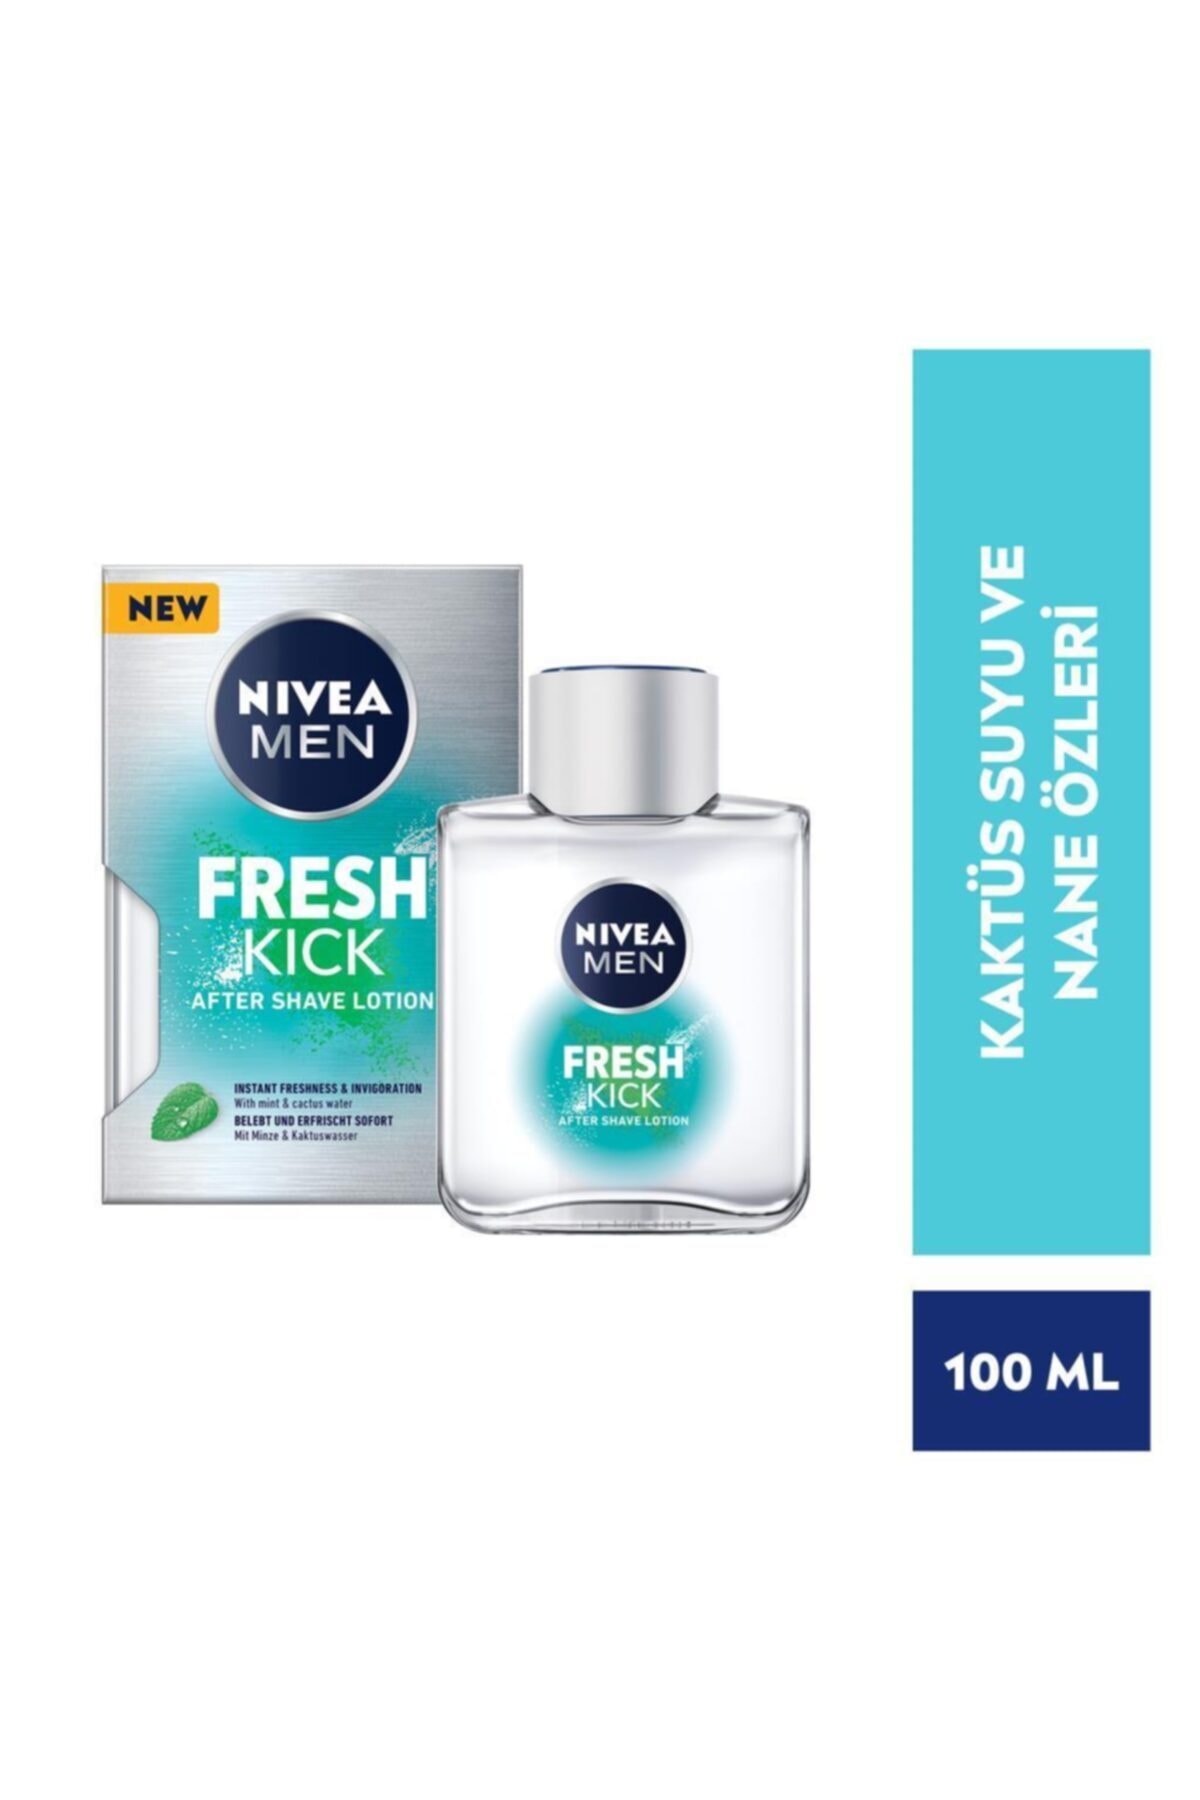 NEW
NIVEA
MEN
FRESH
KICK
AFTER SHAVE LOTION
INSTANT FRESHNESS & INVIGORATION
With mint & cactus water
BELEBT UND ERFRISCHT SOFORT
Mit Minze & Kaktuswasser
NIVEA
MEN
FRESH
KICK
AFTER SHAVE LOTION
KAKTÜS SUYU VE
NANE ÖZLERİ
100 ML